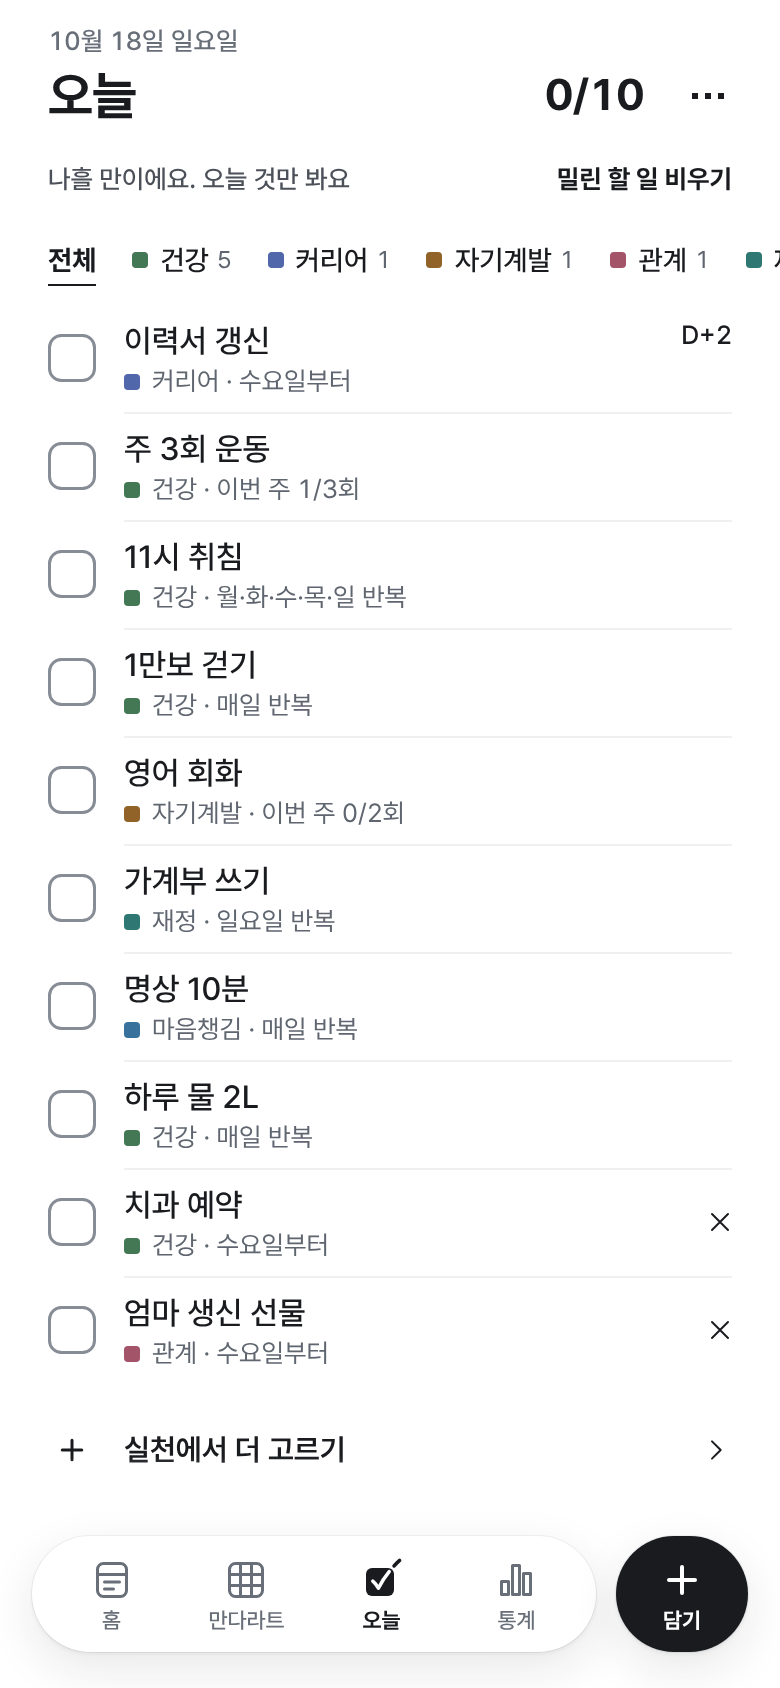 10월 18일 일요일
오늘 0/10 ···
나흘 만이에요. 오늘 것만 봐요 밀린 할 일 비우기
전체 건강 5 커리어 1 자기계발 1 관계 1
이력서 갱신 D+2
커리어 · 수요일부터
주 3회 운동
건강 · 이번 주 1/3회
11시 취침
건강 · 월·화·수·목·일 반복
1만보 걷기
건강 · 매일 반복
영어 회화
자기계발 · 이번 주 0/2회
가계부 쓰기
재정 · 일요일 반복
명상 10분
마음챙김 · 매일 반복
하루 물 2L
건강 · 매일 반복
치과 예약
건강 · 수요일부터
엄마 생신 선물
관계 · 수요일부터
실천에서 더 고르기
홈 만다라트 오늘 통계 담기